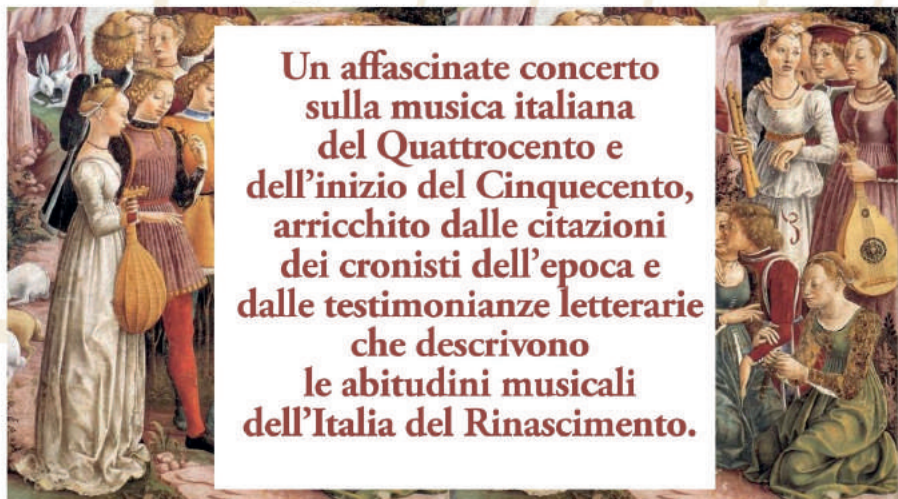 Un affascinate concerto
sulla musica italiana
del Quattrocento e
dell'inizio del Cinquecento,
arricchito dalle citazioni
dei cronisti dell'epoca e
dalle testimonianze letterarie
che descrivono
le abitudini musicali
dell'Italia del Rinascimento.